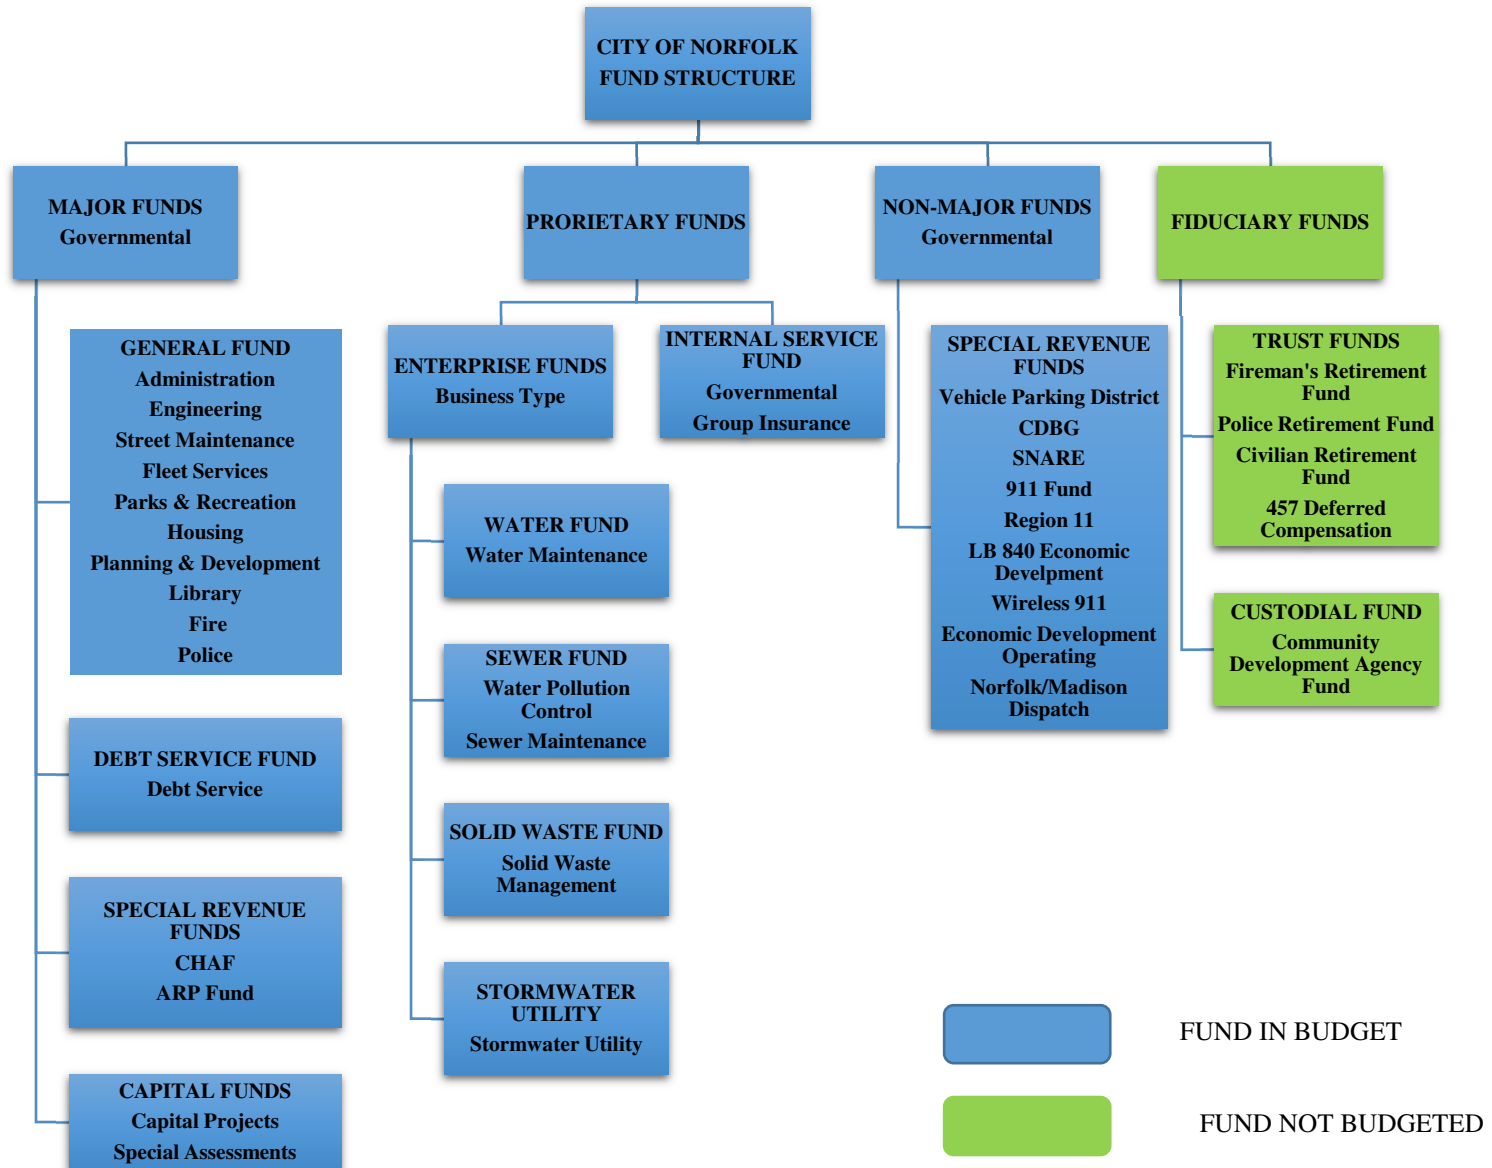 CITY OF NORFOLK
FUND STRUCTURE
MAJOR FUNDS
Governmental
PRORIETARY FUNDS
NON-MAJOR FUNDS
Governmental
FIDUCIARY FUNDS
GENERAL FUND
Administration
Engineering
Street Maintenance
Fleet Services
Parks & Recreation
Housing
Planning & Development
Library
Fire
Police
DEBT SERVICE FUND
Debt Service
SPECIAL REVENUE
FUNDS
CHAF
ARP Fund
CAPITAL FUNDS
Capital Projects
Special Assessments
ENTERPRISE FUNDS
Business Type
INTERNAL SERVICE
FUND
Governmental
Group Insurance
WATER FUND
Water Maintenance
SEWER FUND
Water Pollution
Control
Sewer Maintenance
SOLID WASTE FUND
Solid Waste
Management
STORMWATER
UTILITY
Stormwater Utility
SPECIAL REVENUE
FUNDS
Vehicle Parking District
CDBG
SNARE
911 Fund
Region 11
LB 840 Economic
Develpment
Wireless 911
Economic Development
Operating
Norfolk/Madison
Dispatch
TRUST FUNDS
Fireman's Retirement
Fund
Police Retirement Fund
Civilian Retirement
Fund
457 Deferred
Compensation
CUSTODIAL FUND
Community
Development Agency
Fund
FUND IN BUDGET
FUND NOT BUDGETED